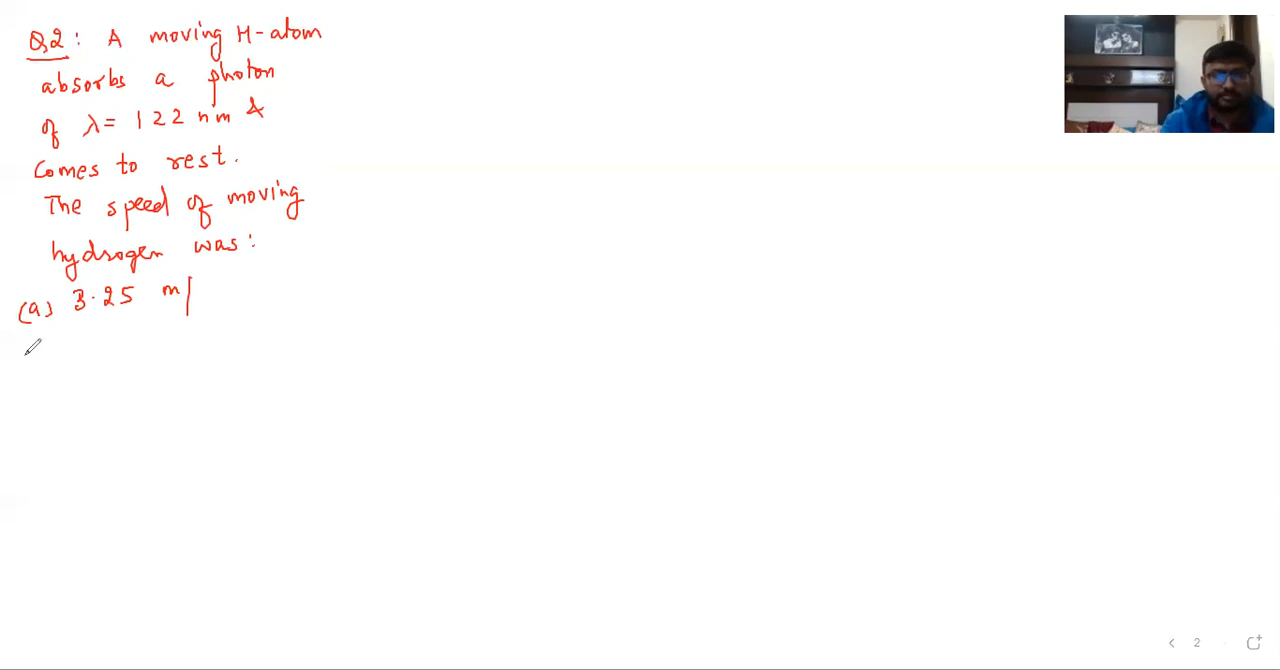 Q2: A moving H-atom
absorbs a photon
of λ= 122 nm &
Comes to rest.
The speed of moving
hydrogen was:
(a) 3.25 m/
< 2